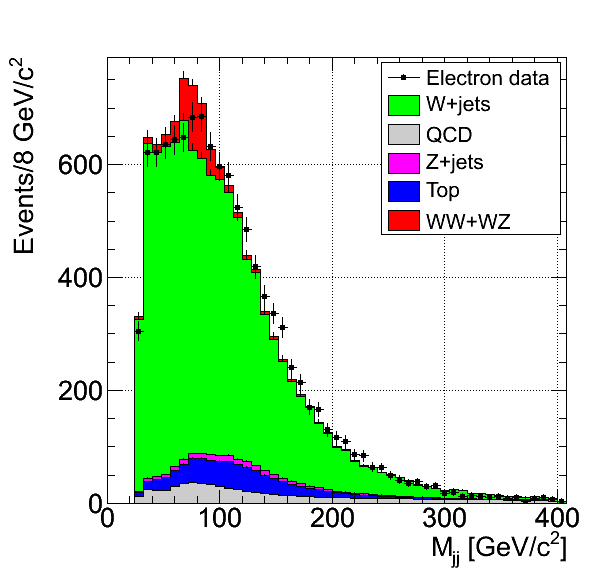 Events/8 GeV/c²
600
400
200
0
Electron data
W+jets
QCD
Z+jets
Top
WW+WZ
0 100 200 300 400
Mjj [GeV/c²]